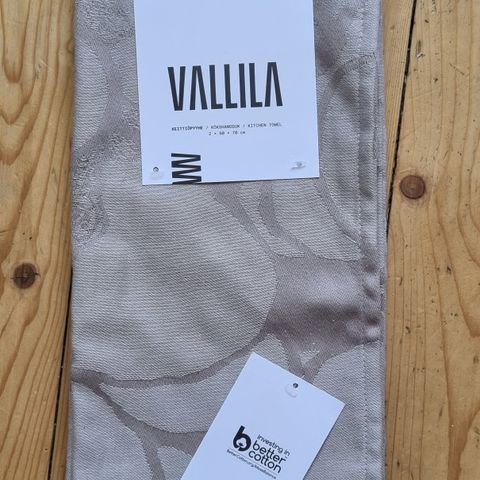 VALLILA
KEITTIÖPYYHE / KÖKSHANDDUK / KITCHEN TOWEL
2 × 50 × 70 cm
investing in
better
cotton